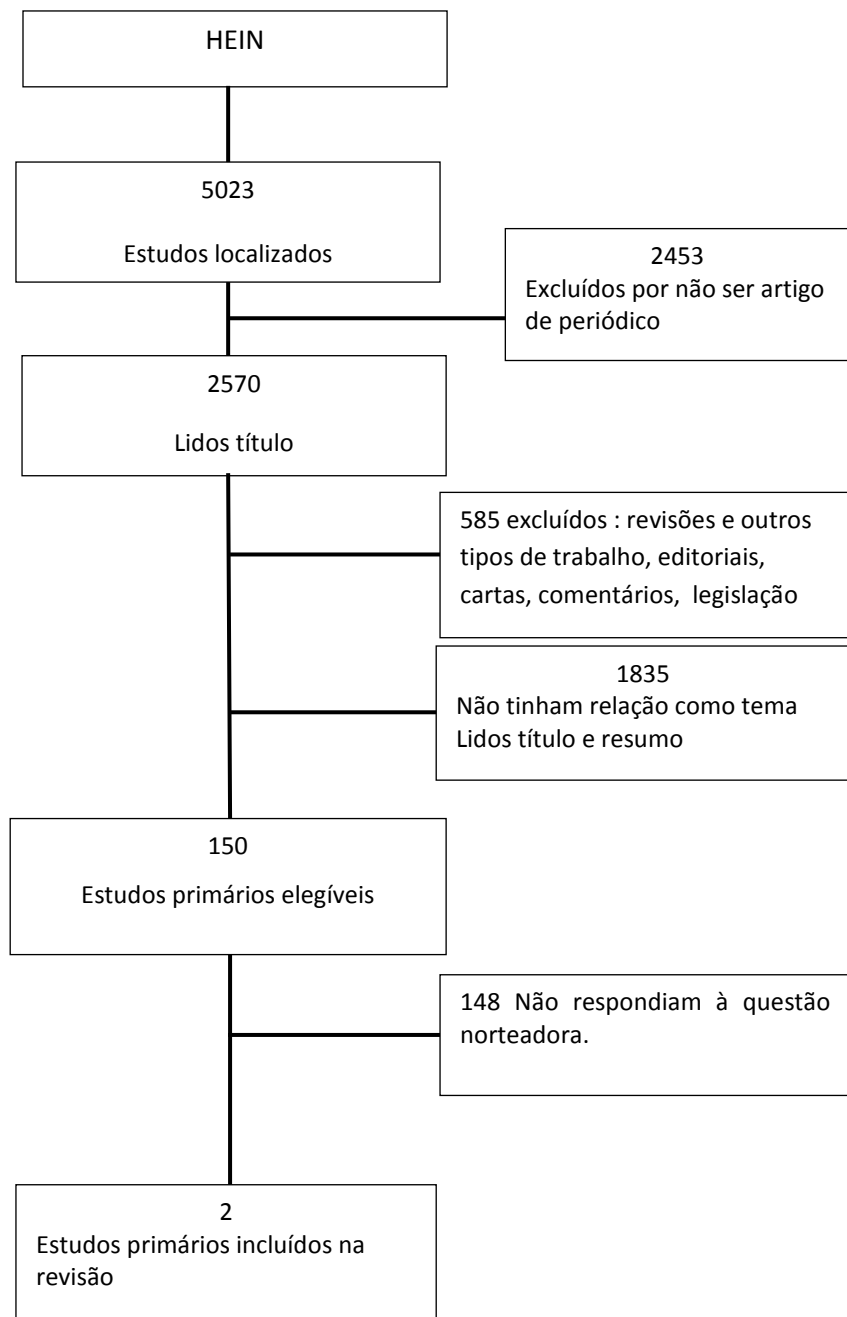 HEIN
5023
Estudos localizados
2453
Excluídos por não ser artigo
de periódico
2570
Lidos título
585 excluídos : revisões e outros
tipos de trabalho, editoriais,
cartas, comentários, legislação
1835
Não tinham relação como tema
Lidos título e resumo
150
Estudos primários elegíveis
148 Não respondiam à questão
norteadora.
2
Estudos primários incluídos na
revisão